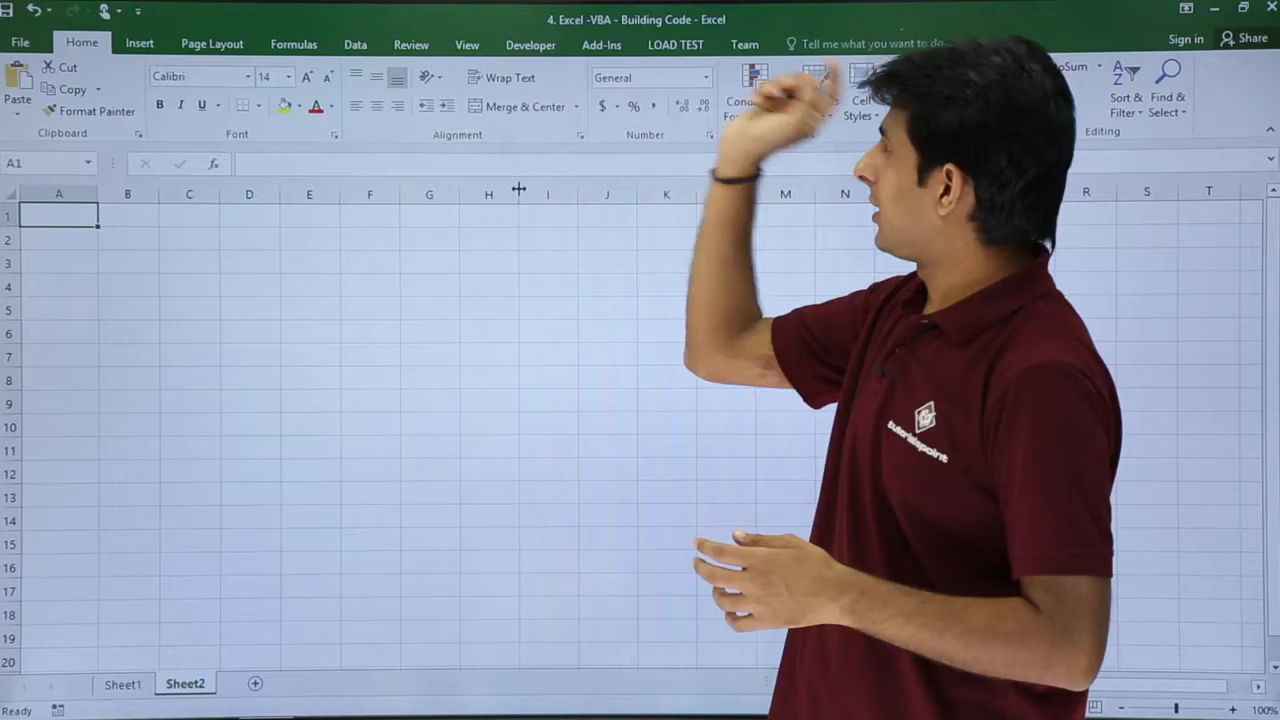 4. Excel -VBA - Building Code - Excel
File Home Insert Page Layout Formulas Data Review View Developer Add-Ins LOAD TEST Team Tell me what you want to do... Sign in Share
Paste Cut Copy Format Painter
Calibri 14
B I U A
Wrap Text
Merge & Center
General
$ % ,
Cell Styles
Sort & Filter
Find & Select
Clipboard Font Alignment Number Editing
A1 fx
A B C D E F G H I J K M N R S T
1
2
3
4
5
6
7
8
9
10
11
12
13
14
15
16
17
18
19
20
tutorialspoint
Sheet1 Sheet2
Ready 100%